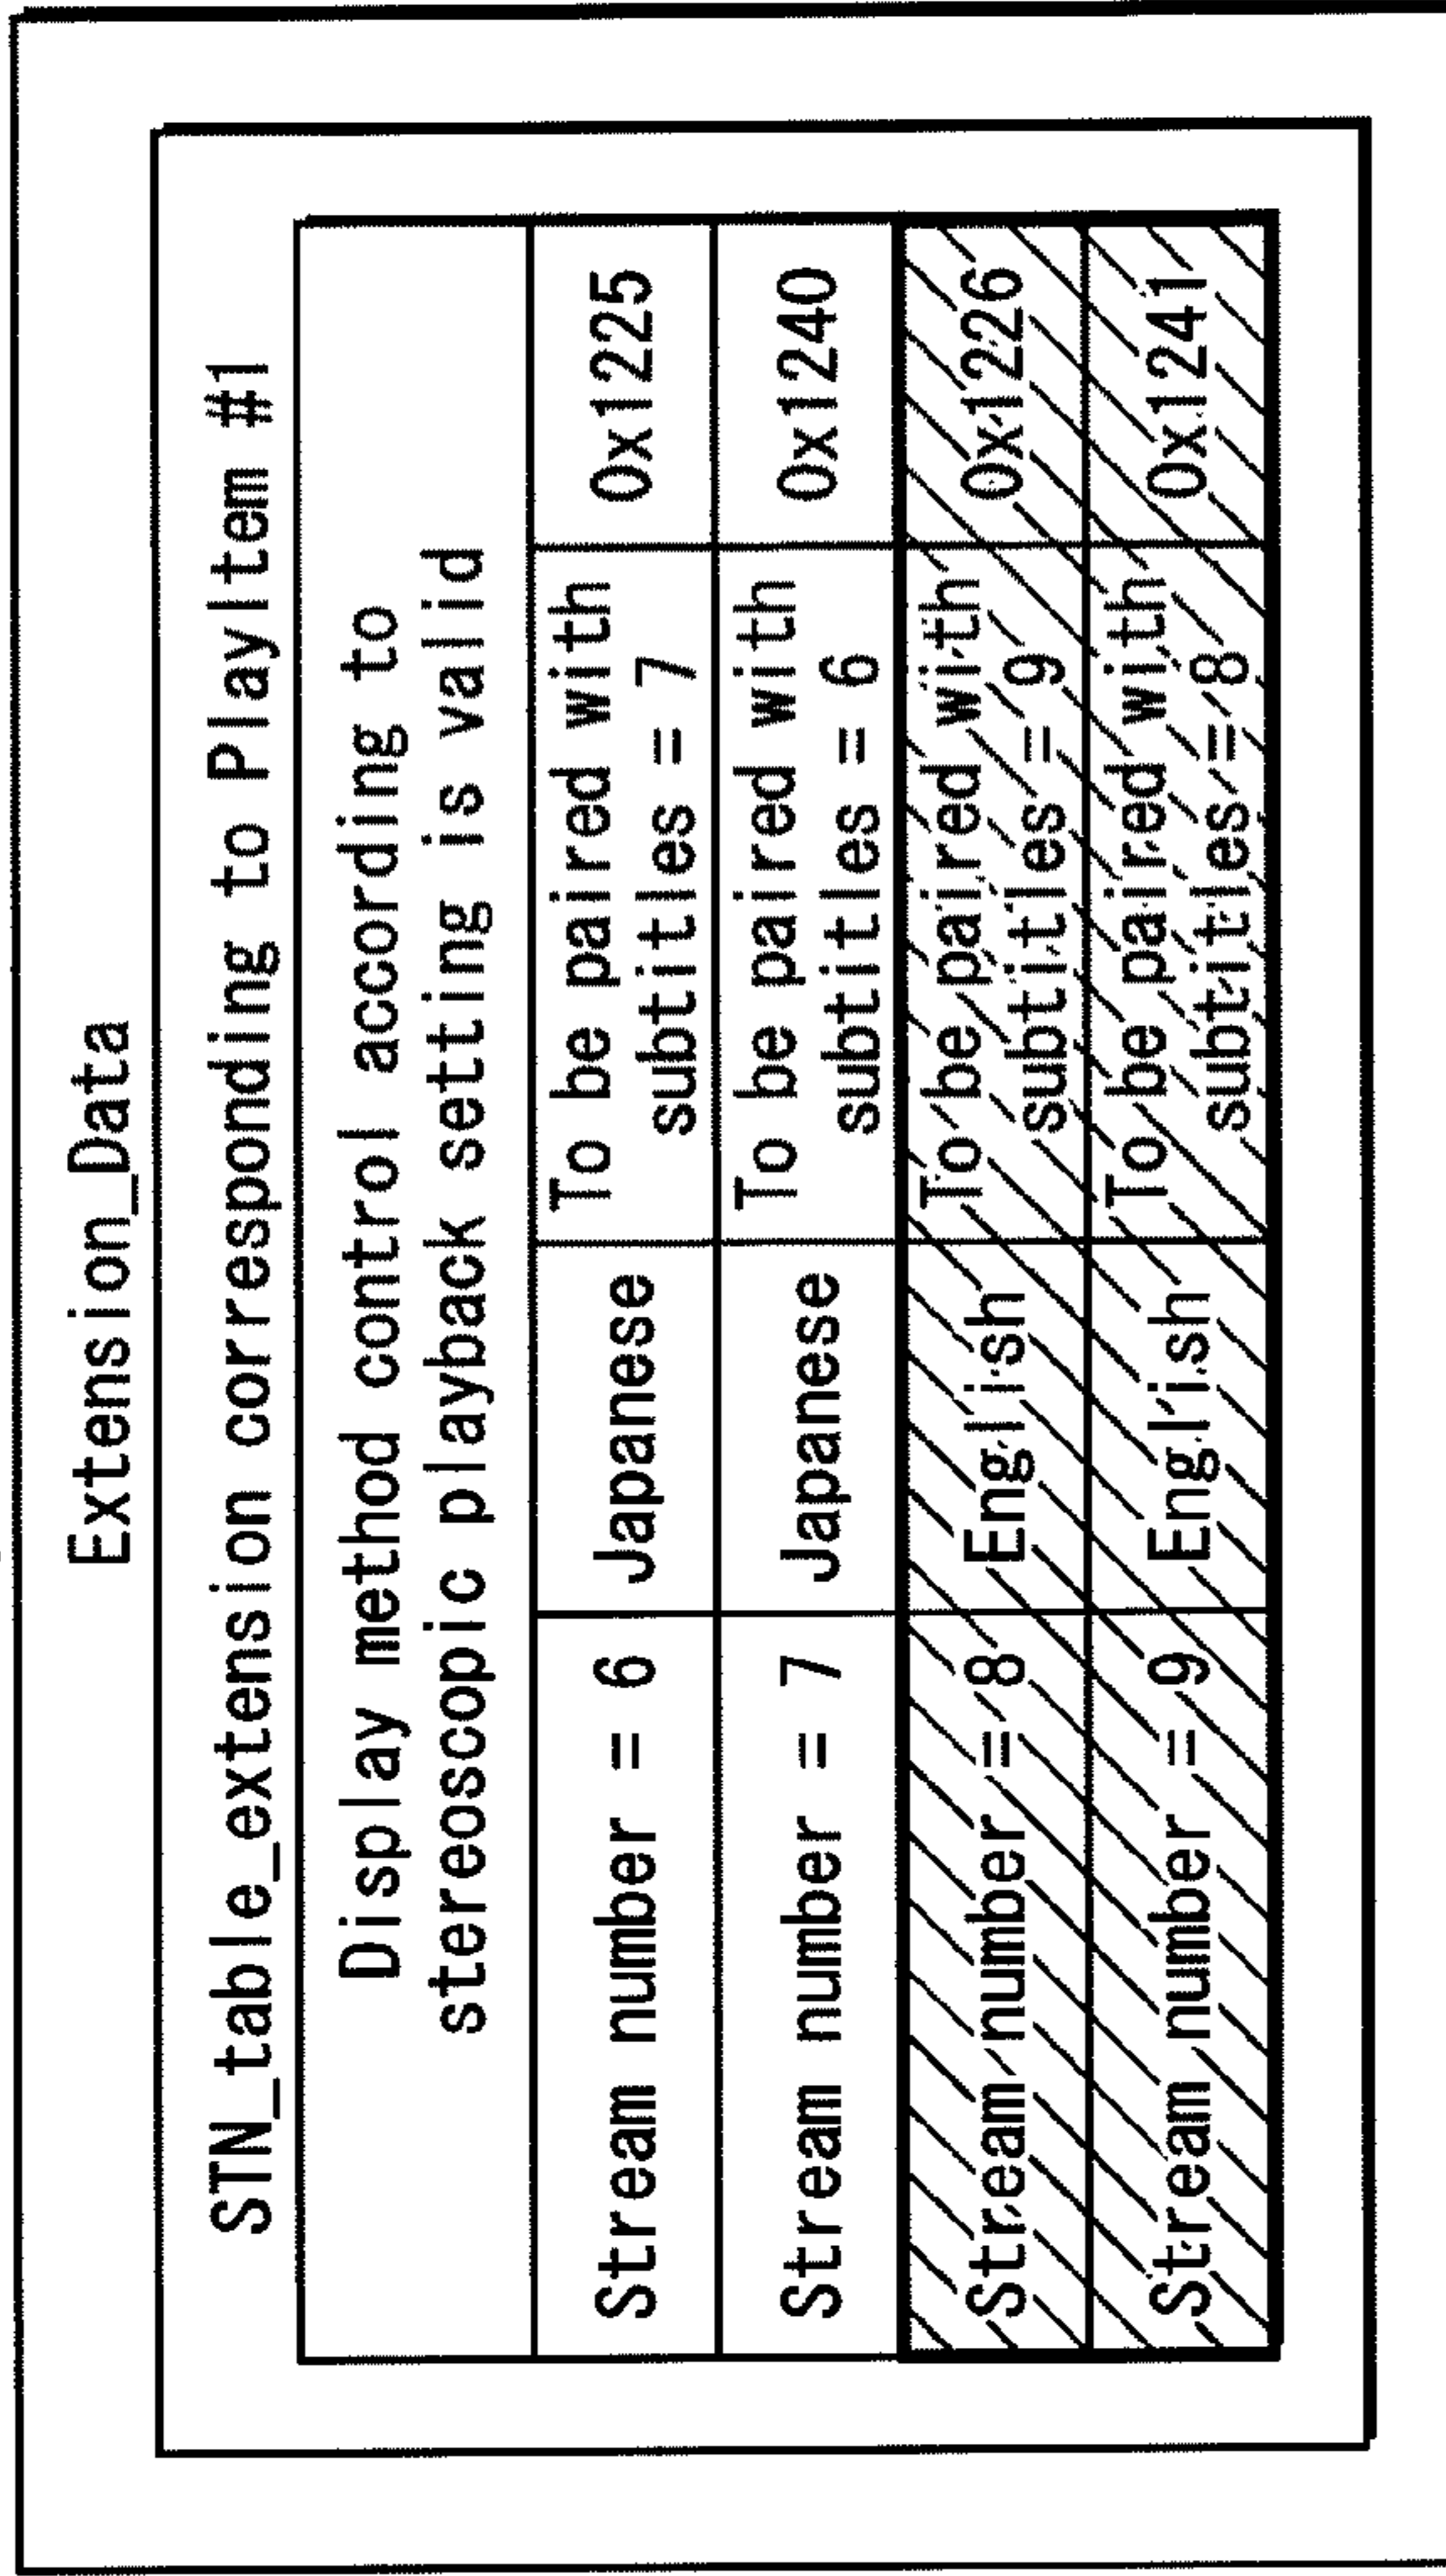 Extension_Data
STN_table_extension corresponding to PlayItem #1
Display method control according to
stereoscopic playback setting is valid
Stream number = 6 Japanese To be paired with subtitles = 7 0x1225
Stream number = 7 Japanese To be paired with subtitles = 6 0x1240
Stream number = 8 English To be paired with subtitles = 9 0x1226
Stream number = 9 English To be paired with subtitles = 8 0x1241